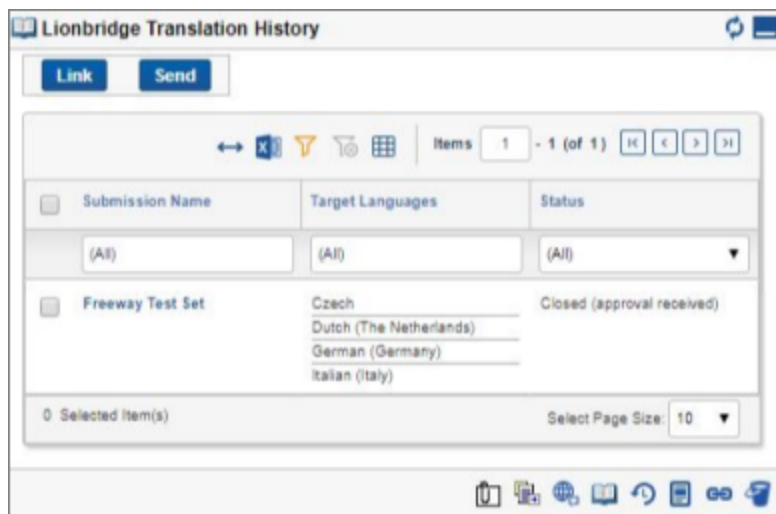 Lionbridge Translation History
Link Send
Items 1 - 1 (of 1)
Submission Name Target Languages Status
(All) (All) (All)
Freeway Test Set Czech Closed (approval received)
Dutch (The Netherlands)
German (Germany)
Italian (Italy)
0 Selected Item(s) Select Page Size: 10